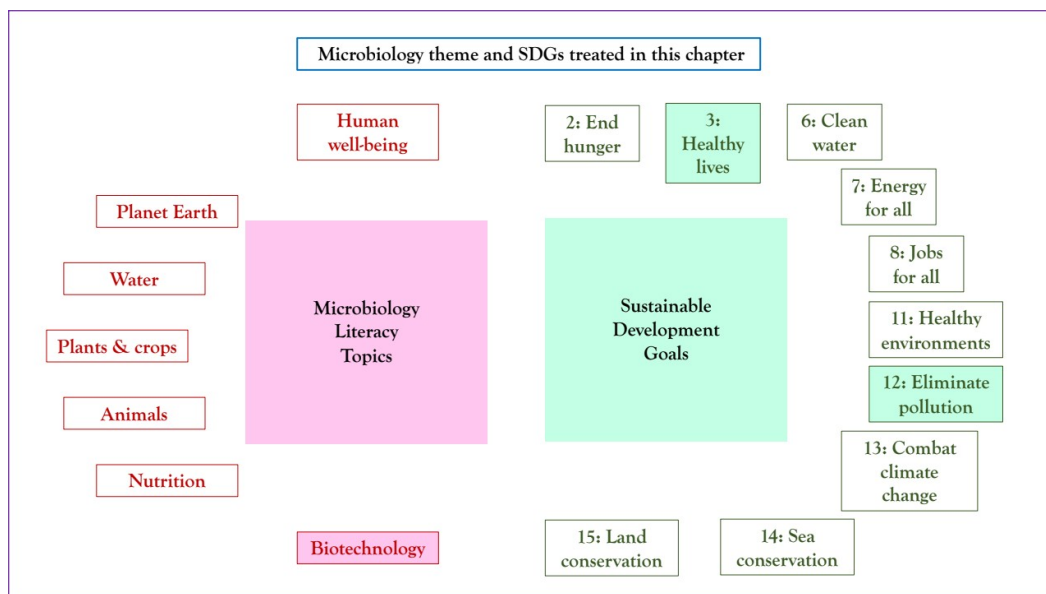 Microbiology theme and SDGs treated in this chapter
Human
well-being
Planet Earth
Water
Plants & crops
Animals
Nutrition
Biotechnology
Microbiology
Literacy
Topics
2: End
hunger
3:
Healthy
lives
6: Clean
water
7: Energy
for all
8: Jobs
for all
11: Healthy
environments
12: Eliminate
pollution
13: Combat
climate
change
14: Sea
conservation
15: Land
conservation
Sustainable
Development
Goals